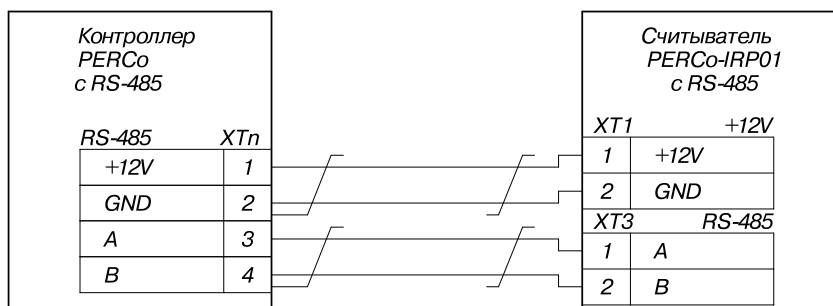 Контроллер
PERCo
с RS-485
RS-485 XTn
+12V 1
GND 2
A 3
B 4
Считыватель
PERCo-IRP01
с RS-485
XT1 +12V
1 +12V
2 GND
XT3 RS-485
1 A
2 B